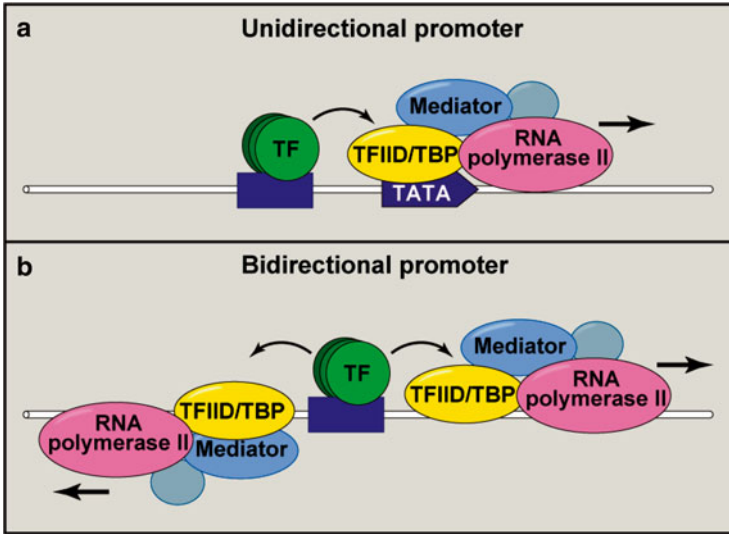 a
Unidirectional promoter
Mediator
TF
TFIID/TBP
RNA
polymerase II
TATA
b
Bidirectional promoter
Mediator
TF
TFIID/TBP
RNA
polymerase II
TFIID/TBP
RNA
polymerase II
Mediator